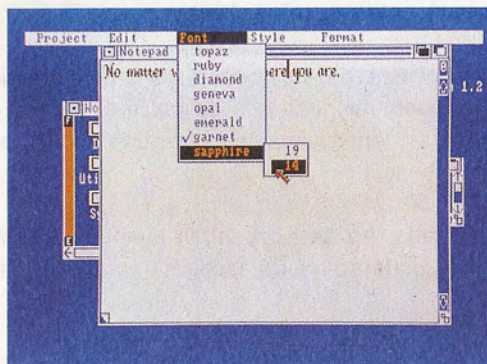 Project Edit Font Style Format
Notepad
No matter w here you are.
topaz
ruby
diamond
geneva
opal
emerald
✓garnet
sapphire
19
14
1.2
Uti